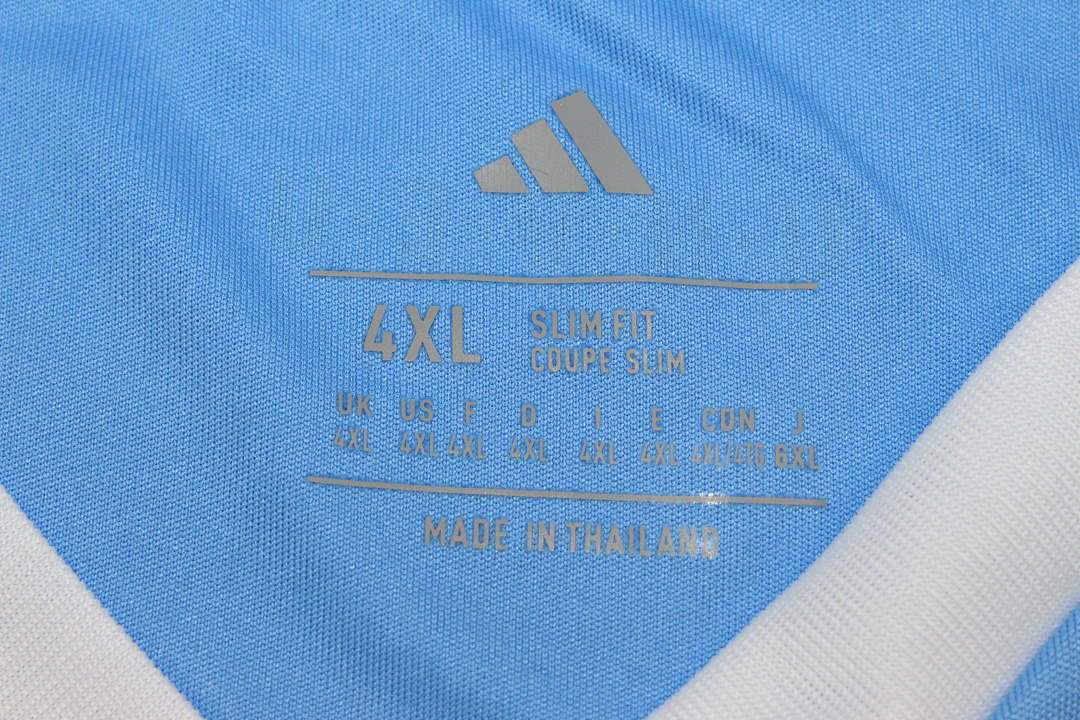 4XL SLIM FIT
COUPE SLIM
UK US F D I E CDN J
4XL 4XL 4XL 4XL 4XL 4XL 4XL/4TG 6XL
MADE IN THAILAND